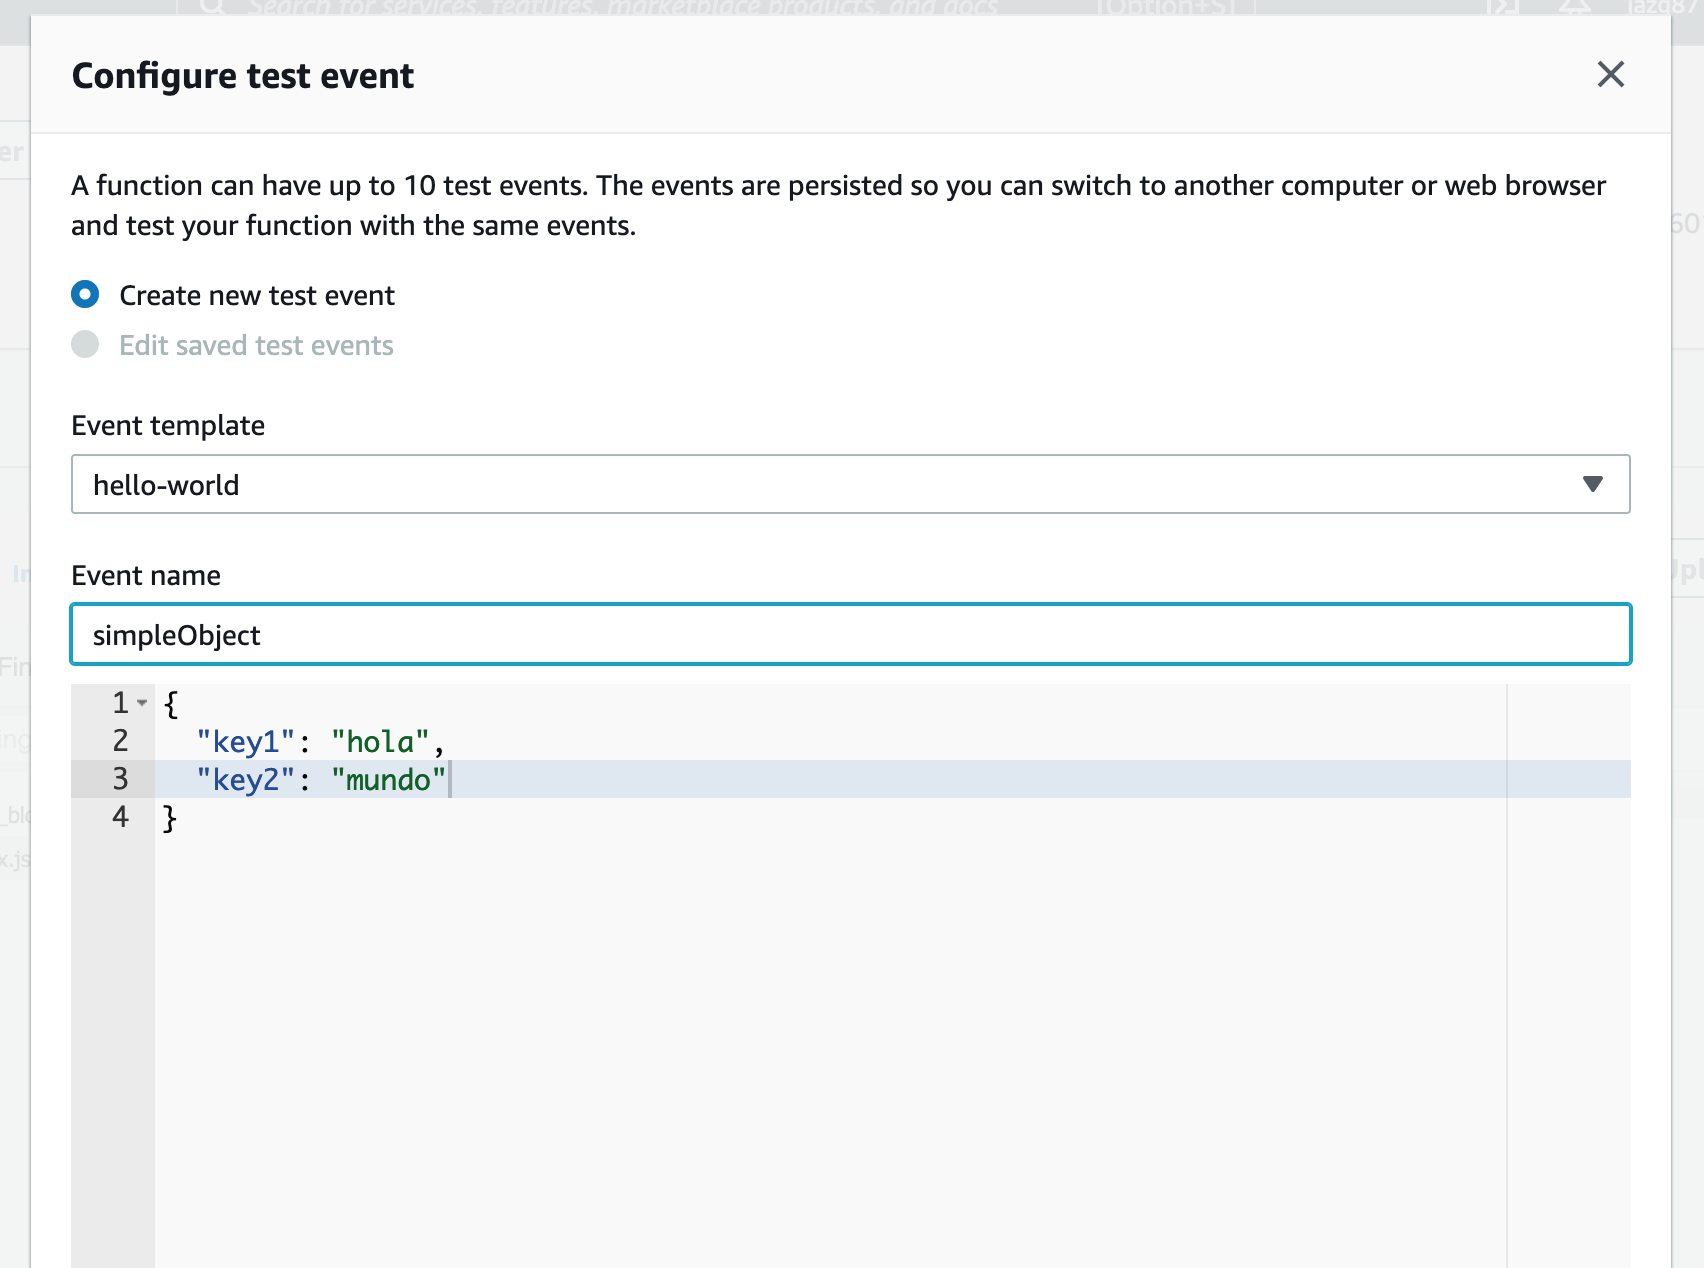 Search for services, features, marketplace products, and docs [Option+S]
Configure test event
A function can have up to 10 test events. The events are persisted so you can switch to another computer or web browser
and test your function with the same events.
Create new test event
Edit saved test events
Event template
hello-world
Event name
simpleObject
1 {
2 "key1": "hola",
3 "key2": "mundo"
4 }